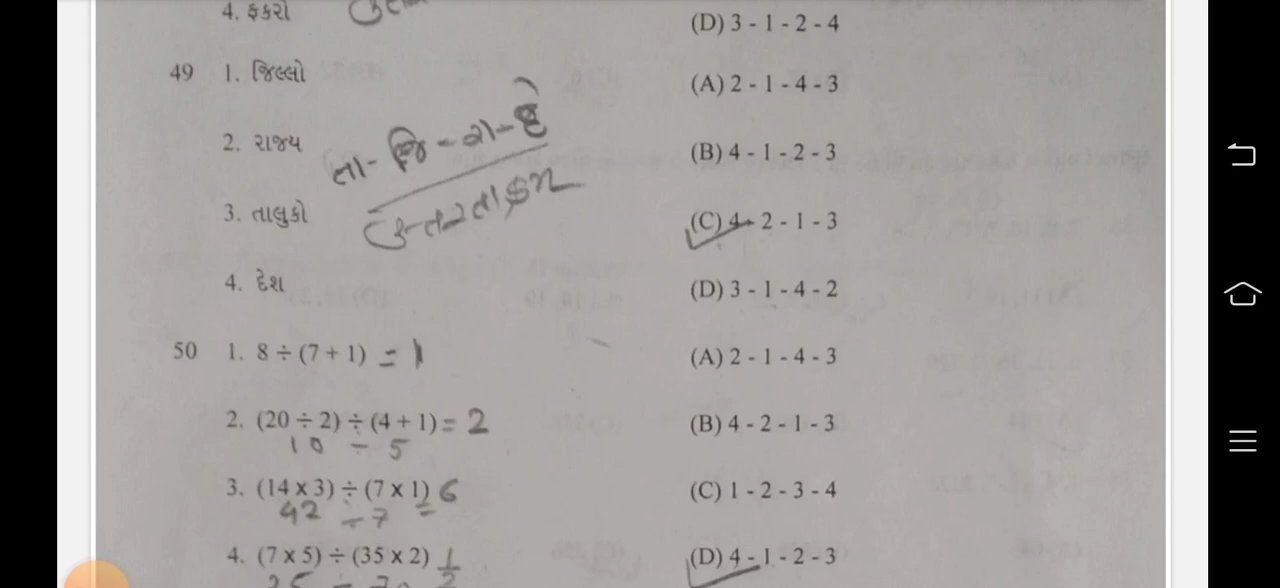 4. ફકરો
(D) 3 - 1 - 2 - 4
49 1. જિલ્લો
(A) 2 - 1 - 4 - 3
2. રાજ્ય
તા - જિ - રા - દે
(B) 4 - 1 - 2 - 3
3. તાલુકો
(C) 4 - 2 - 1 - 3
4. દેશ
(D) 3 - 1 - 4 - 2
50 1. 8 ÷ (7 + 1) = 1
(A) 2 - 1 - 4 - 3
2. (20 ÷ 2) ÷ (4 + 1) = 2
10 ÷ 5
(B) 4 - 2 - 1 - 3
3. (14 x 3) ÷ (7 x 1) = 6
42 ÷ 7
(C) 1 - 2 - 3 - 4
4. (7 x 5) ÷ (35 x 2) 1/2
(D) 4 - 1 - 2 - 3